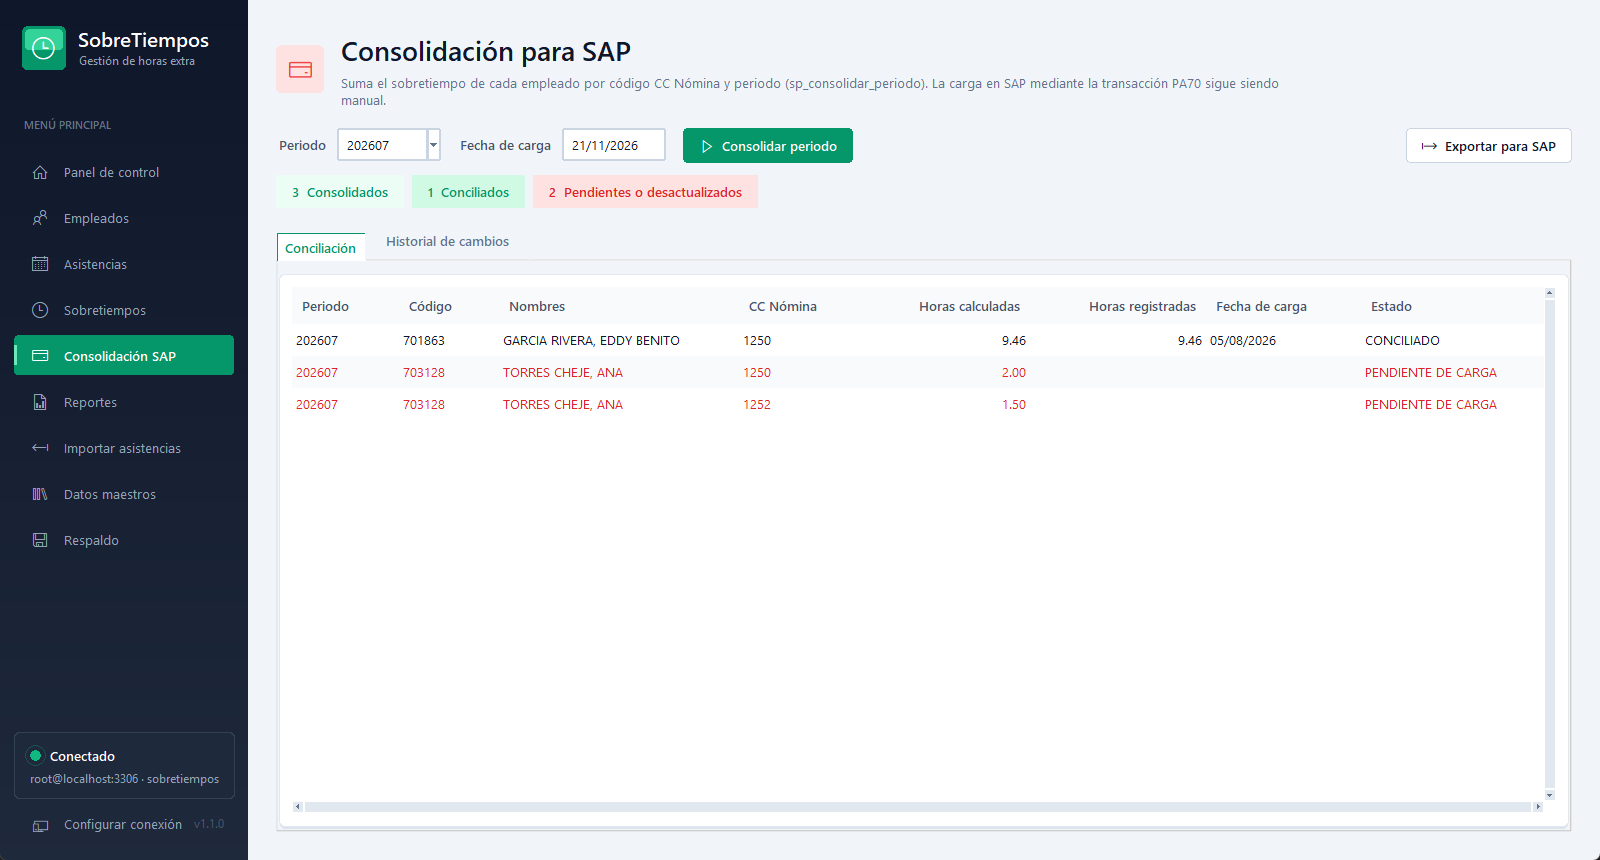 SobreTiempos
Gestión de horas extra
MENÚ PRINCIPAL
Panel de control
Empleados
Asistencias
Sobretiempos
Consolidación SAP
Reportes
Importar asistencias
Datos maestros
Respaldo
Conectado
root@localhost:3306 · sobretiempos
Configurar conexión v1.1.0
Consolidación para SAP
Suma el sobretiempo de cada empleado por código CC Nómina y periodo (sp_consolidar_periodo). La carga en SAP mediante la transacción PA70 sigue siendo
manual.
Periodo 202607 Fecha de carga 21/11/2026 Consolidar periodo Exportar para SAP
3 Consolidados 1 Conciliados 2 Pendientes o desactualizados
Conciliación Historial de cambios
Periodo Código Nombres CC Nómina Horas calculadas Horas registradas Fecha de carga Estado
202607 701863 GARCIA RIVERA, EDDY BENITO 1250 9.46 9.46 05/08/2026 CONCILIADO
202607 703128 TORRES CHEJE, ANA 1250 2.00 PENDIENTE DE CARGA
202607 703128 TORRES CHEJE, ANA 1252 1.50 PENDIENTE DE CARGA